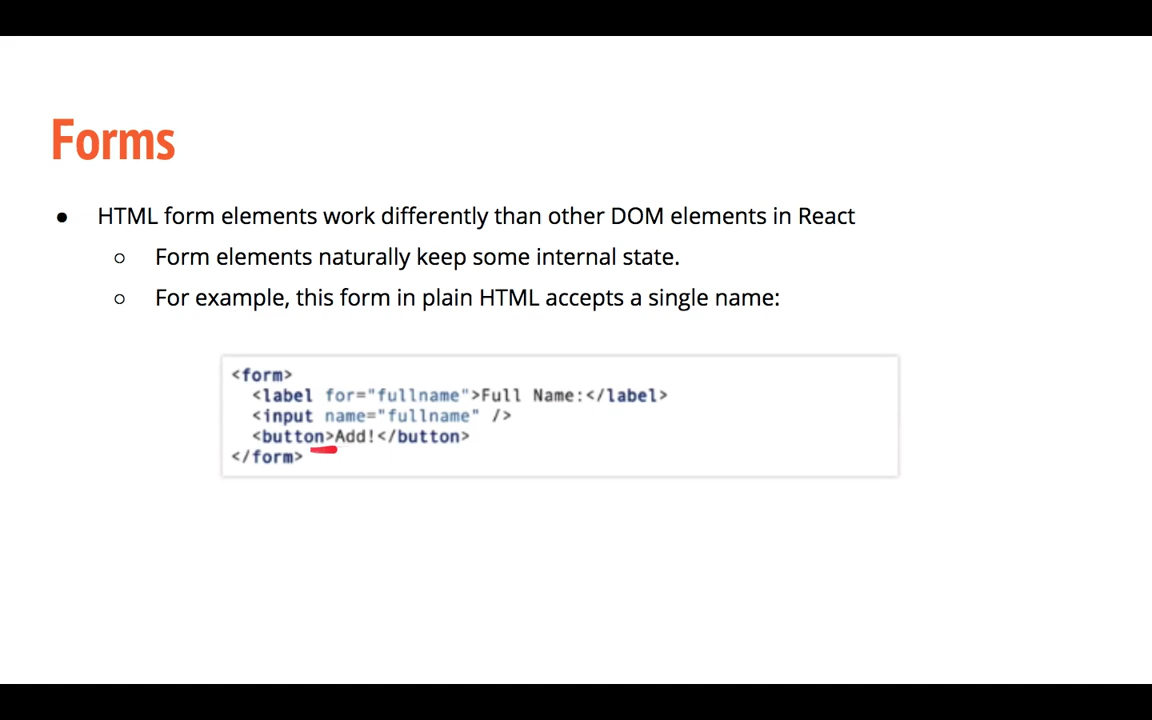 Forms
● HTML form elements work differently than other DOM elements in React
○ Form elements naturally keep some internal state.
○ For example, this form in plain HTML accepts a single name:
<form>
  <label for="fullname">Full Name:</label>
  <input name="fullname" />
  <button>Add!</button>
</form>